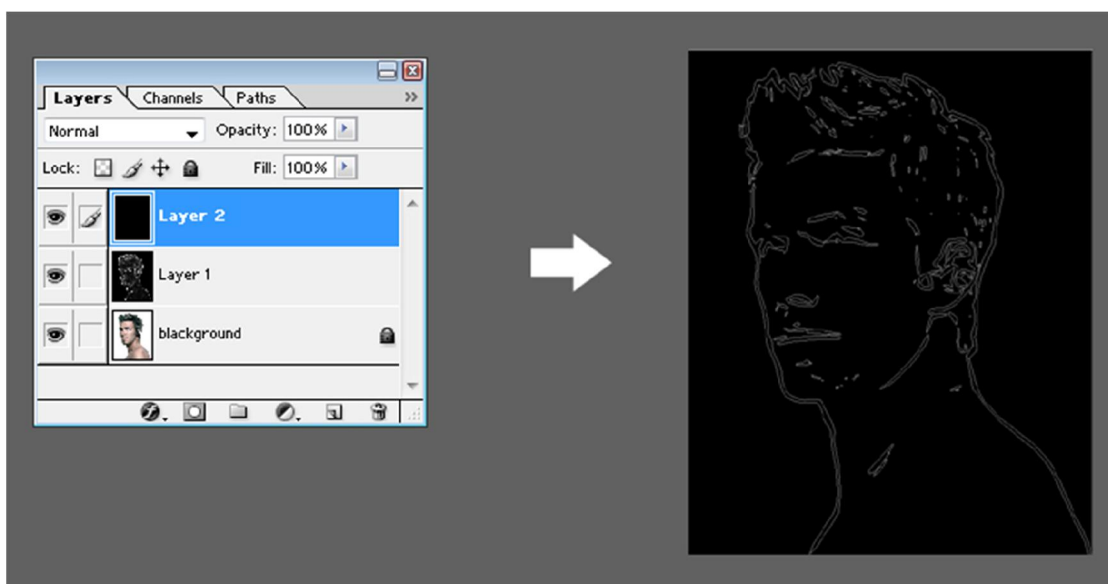 Layers Channels Paths
Normal Opacity: 100%
Lock: Fill: 100%
Layer 2
Layer 1
blackground